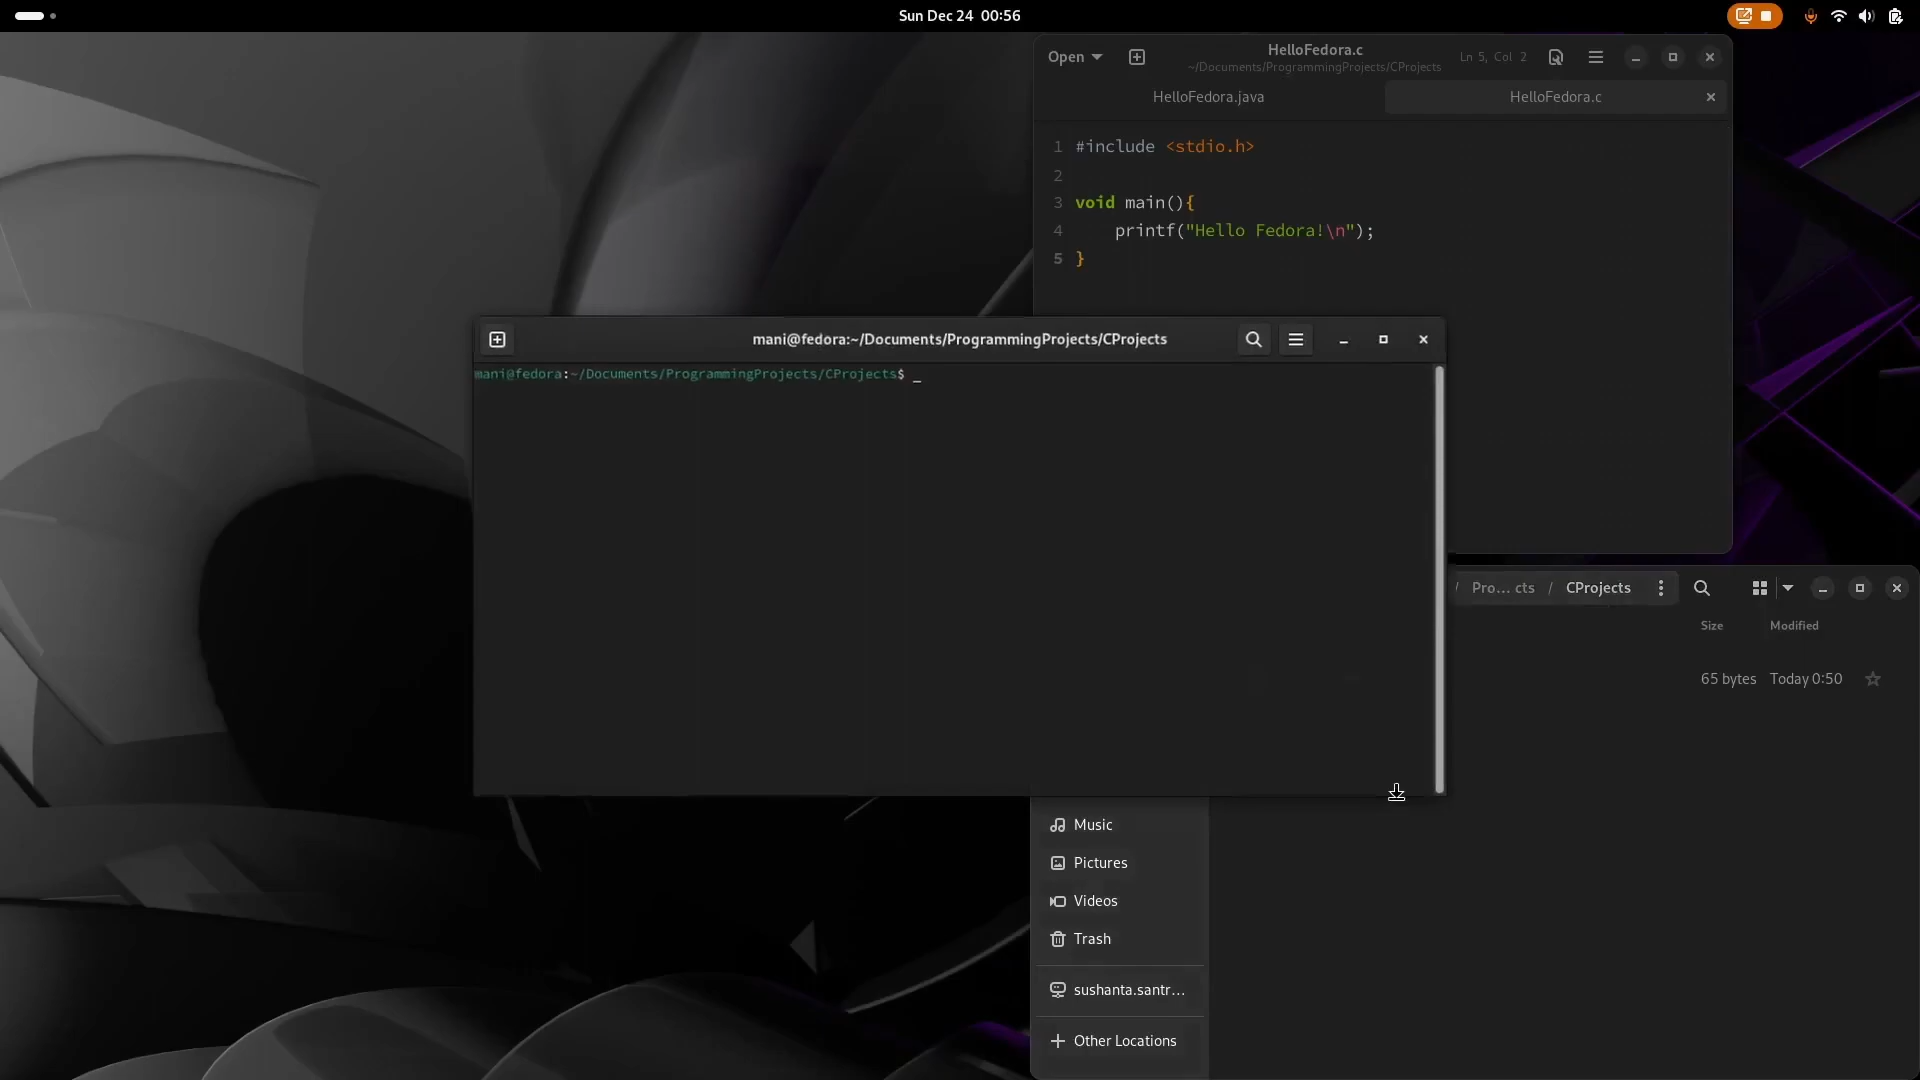 Sun Dec 24 00:56
Open
HelloFedora.c
~/Documents/ProgrammingProjects/CProjects
Ln 5, Col 2
HelloFedora.java
HelloFedora.c
1 #include <stdio.h>
2
3 void main(){
4 printf("Hello Fedora!\n");
5 }
mani@fedora:~/Documents/ProgrammingProjects/CProjects
mani@fedora:~/Documents/ProgrammingProjects/CProjects$ _
/ Pro… cts / CProjects
Size Modified
65 bytes Today 0:50
Music
Pictures
Videos
Trash
sushanta.santr…
Other Locations